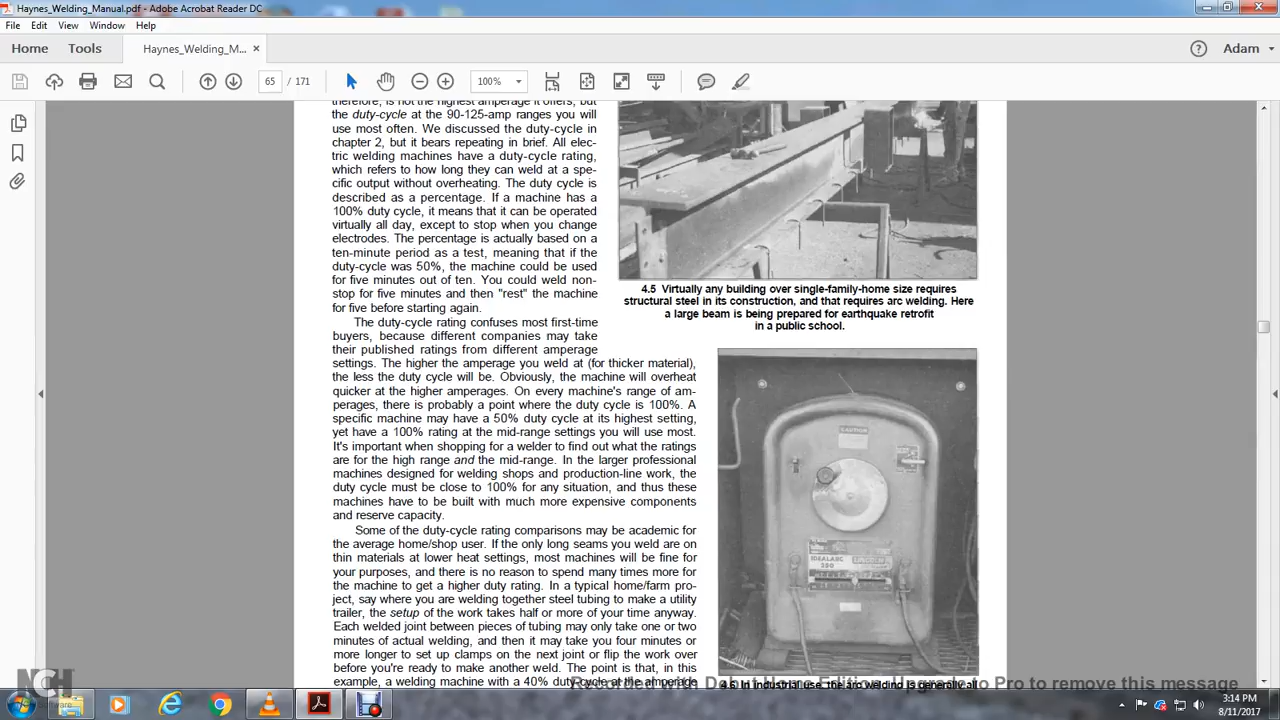 Haynes_Welding_Manual.pdf - Adobe Acrobat Reader DC
File Edit View Window Help
Home Tools Haynes_Welding_M... × Adam
65 / 171 100%
therefore, is not the highest amperage it offers, but
the duty-cycle at the 90-125-amp ranges you will
use most often. We discussed the duty-cycle in
chapter 2, but it bears repeating in brief. All elec-
tric welding machines have a duty-cycle rating,
which refers to how long they can weld at a spe-
cific output without overheating. The duty cycle is
described as a percentage. If a machine has a
100% duty cycle, it means that it can be operated
virtually all day, except to stop when you change
electrodes. The percentage is actually based on a
ten-minute period as a test, meaning that if the
duty-cycle was 50%, the machine could be used
for five minutes out of ten. You could weld non-
stop for five minutes and then "rest" the machine
for five before starting again.
The duty-cycle rating confuses most first-time
buyers, because different companies may take
their published ratings from different amperage
settings. The higher the amperage you weld at (for thicker material),
the less the duty cycle will be. Obviously, the machine will overheat
quicker at the higher amperages. On every machine's range of am-
perages, there is probably a point where the duty cycle is 100%. A
specific machine may have a 50% duty cycle at its highest setting,
yet have a 100% rating at the mid-range settings you will use most.
It's important when shopping for a welder to find out what the ratings
are for the high range and the mid-range. In the larger professional
machines designed for welding shops and production-line work, the
duty cycle must be close to 100% for any situation, and thus these
machines have to be built with much more expensive components
and reserve capacity.
Some of the duty-cycle rating comparisons may be academic for
the average home/shop user. If the only long seams you weld are on
thin materials at lower heat settings, most machines will be fine for
your purposes, and there is no reason to spend many times more for
the machine to get a higher duty rating. In a typical home/farm pro-
ject, say where you are welding together steel tubing to make a utility
trailer, the setup of the work takes half or more of your time anyway.
Each welded joint between pieces of tubing may only take one or two
minutes of actual welding, and then it may take you four minutes or
more longer to set up clamps on the next joint or flip the work over
before you're ready to make another weld. The point is that, in this
example, a welding machine with a 40% duty cycle at the amperage
4.5 Virtually any building over single-family-home size requires
structural steel in its construction, and that requires arc welding. Here
a large beam is being prepared for earthquake retrofit
in a public school.
CAUTION
IDEALARC
LINCOLN
4.6 In industrial use, the arc welding is generally all
NCH
Software
Recorded with Debut Home Edition. Upgrade to Pro to remove this message
3:14 PM
8/11/2017